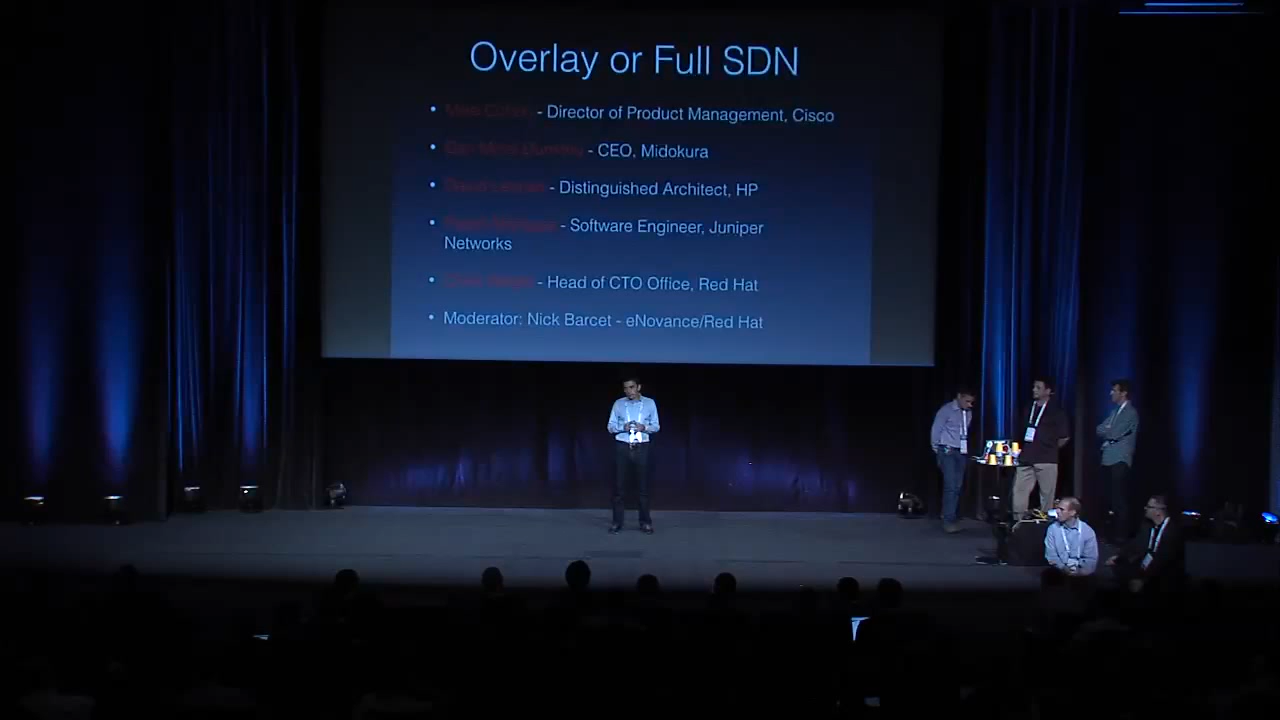 Overlay or Full SDN
• - Director of Product Management, Cisco
• - CEO, Midokura
• - Distinguished Architect, HP
• - Software Engineer, Juniper
Networks
• - Head of CTO Office, Red Hat
• Moderator: Nick Barcet - eNovance/Red Hat